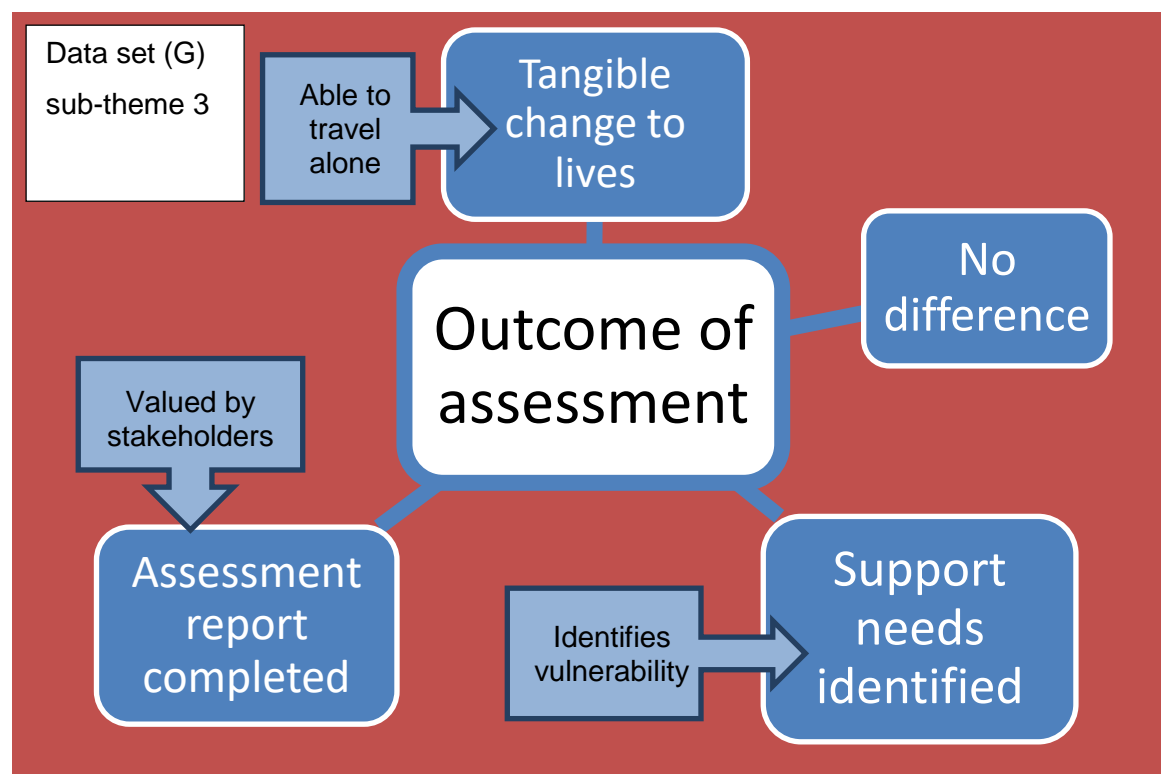 Data set (G)
sub-theme 3
Able to
travel
alone
Tangible
change to
lives
No
difference
Outcome of
assessment
Valued by
stakeholders
Assessment
report
completed
Identifies
vulnerability
Support
needs
identified